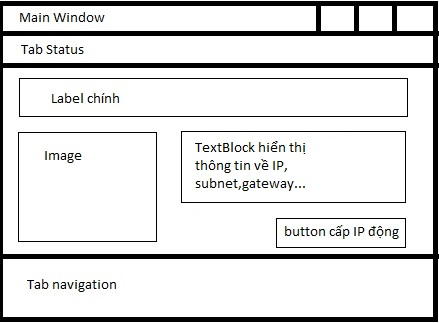 Main Window
Tab Status
Label chính
Image
TextBlock hiển thị
thông tin về IP,
subnet,gateway...
button cấp IP động
Tab navigation